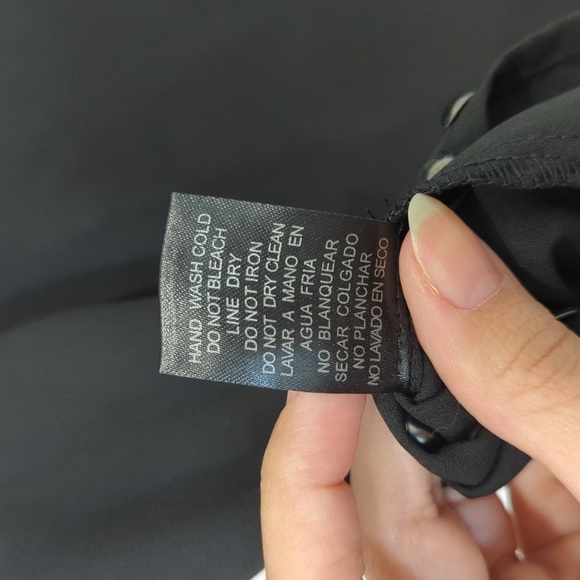 HAND WASH COLD
DO NOT BLEACH
LINE DRY
DO NOT IRON
DO NOT DRY CLEAN
LAVAR A MANO EN
AGUA FRIA
NO BLANQUEAR
SECAR COLGADO
NO PLANCHAR
NO LAVADO EN SECO